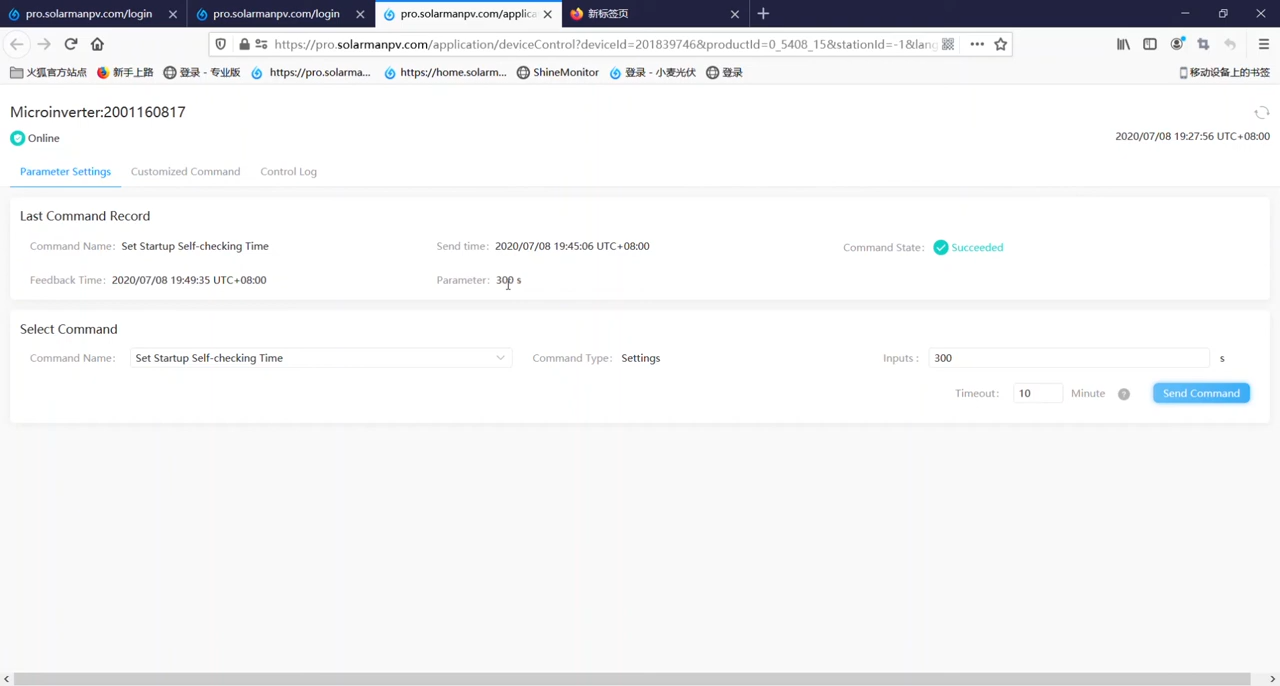 pro.solarmanpv.com/login
pro.solarmanpv.com/login
pro.solarmanpv.com/applica
新标签页
https://pro.solarmanpv.com/application/deviceControl?deviceId=201839746&productId=0_5408_15&stationId=-1&lang
火狐官方站点
新手上路
登录 - 专业版
https://pro.solarma...
https://home.solarm...
ShineMonitor
登录 - 小麦光伏
登录
移动设备上的书签
Microinverter:2001160817
Online
2020/07/08 19:27:56 UTC+08:00
Parameter Settings
Customized Command
Control Log
Last Command Record
Command Name: Set Startup Self-checking Time
Send time: 2020/07/08 19:45:06 UTC+08:00
Command State: Succeeded
Feedback Time: 2020/07/08 19:49:35 UTC+08:00
Parameter: 300 s
Select Command
Command Name: Set Startup Self-checking Time
Command Type: Settings
Inputs : 300 s
Timeout: 10 Minute ?
Send Command